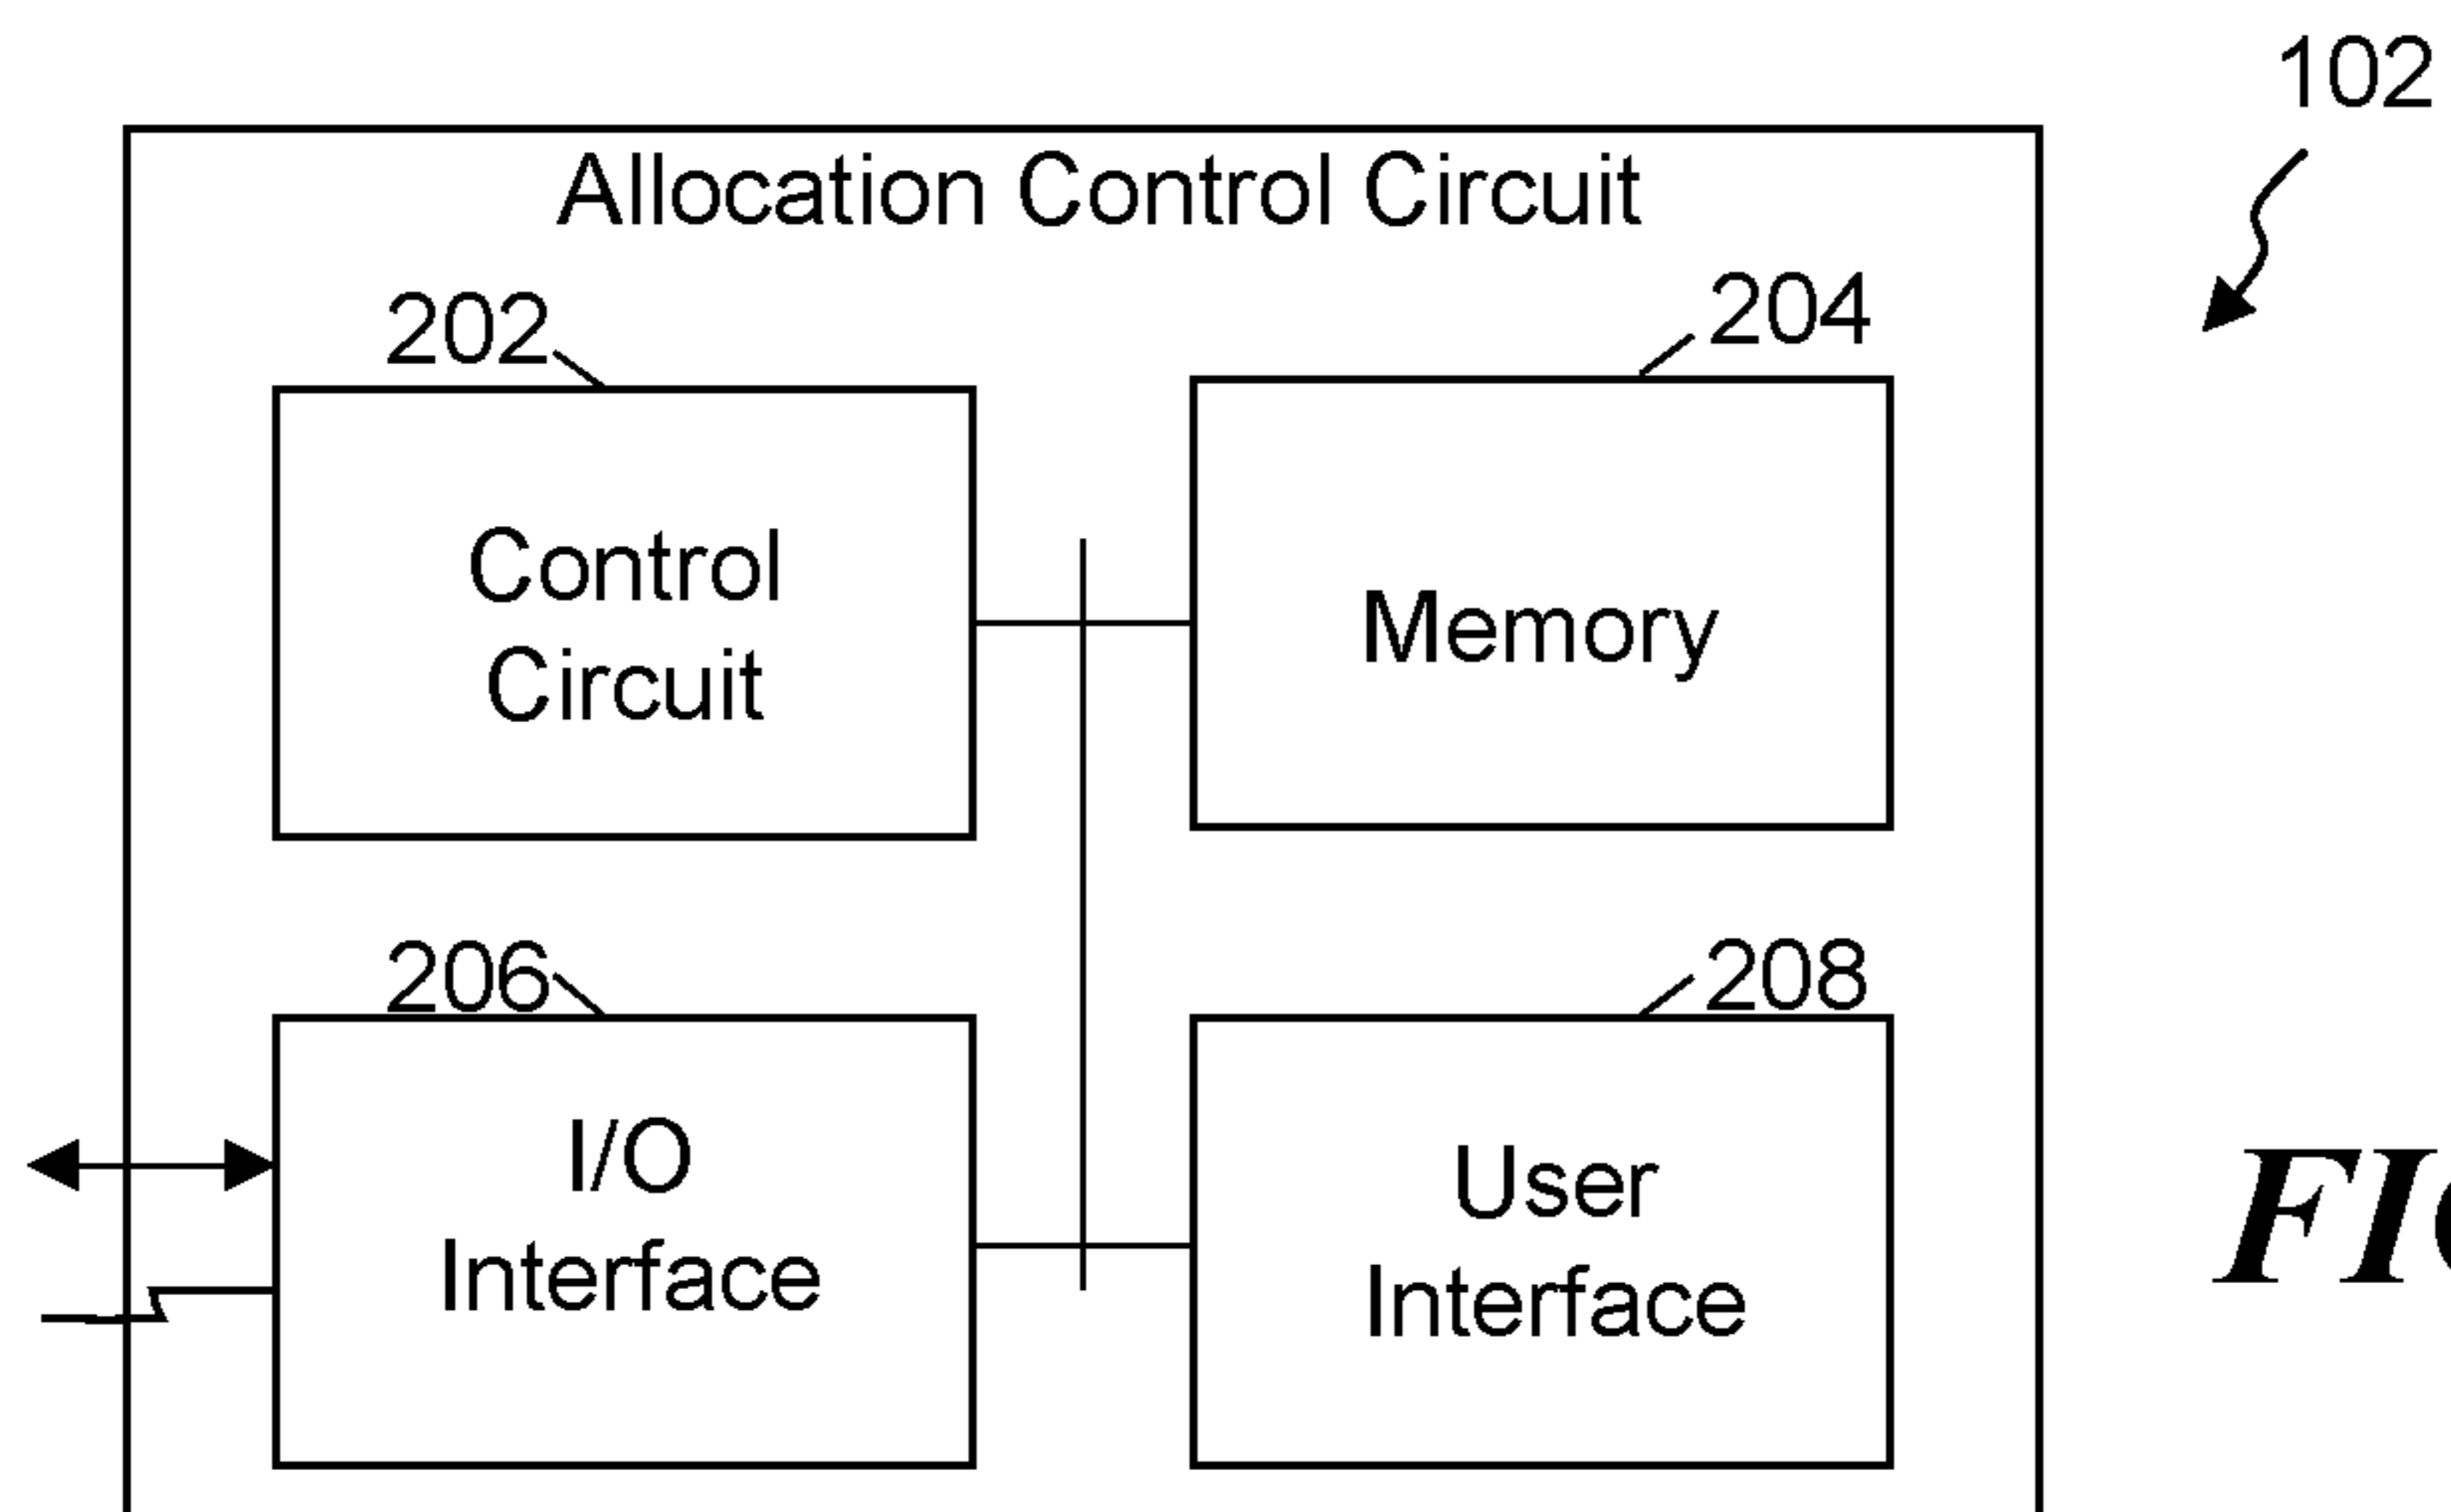 102
Allocation Control Circuit
202
204
Control
Circuit
Memory
206
208
I/O
Interface
User
Interface